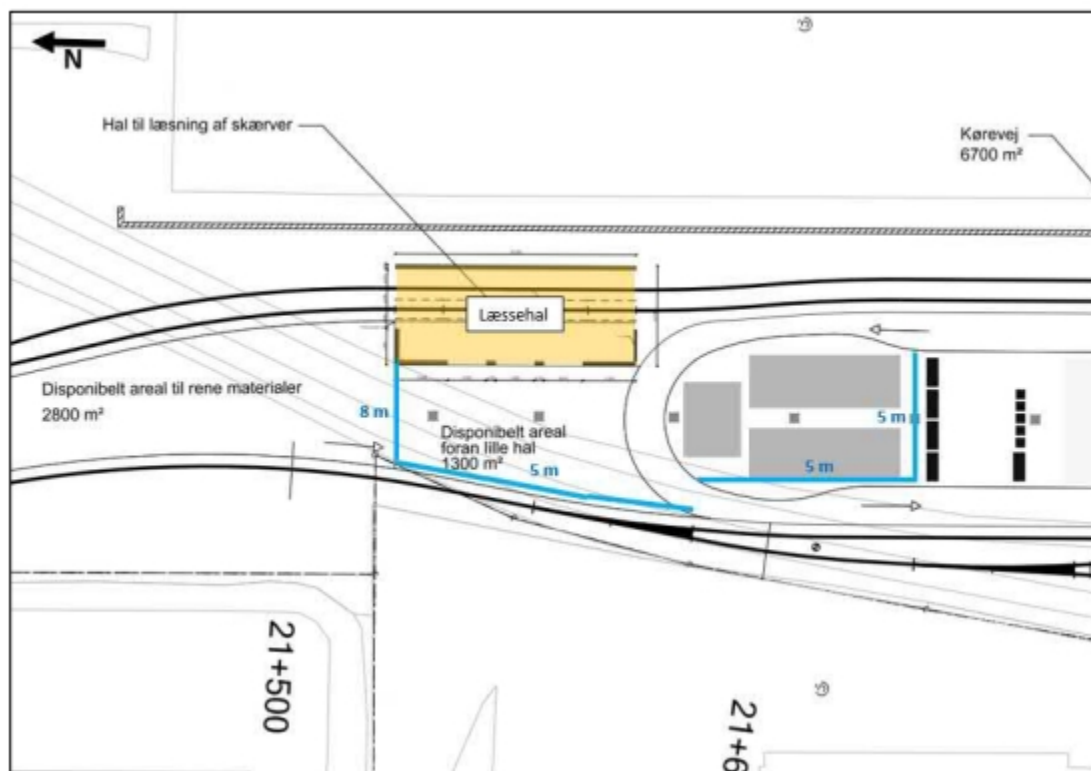 N
Hal til læsning af skærver
Kørevej
6700 m²
Læssehal
Disponibelt areal til rene materialer
2800 m²
8 m
Disponibelt areal
foran lille hal
1300 m²
5 m
5 m
5 m
21+500
21+6